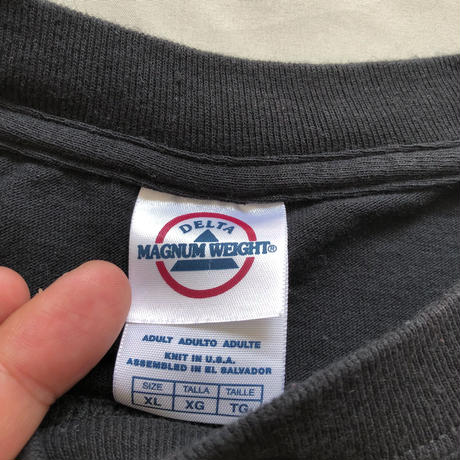 DELTA
MAGNUM WEIGHT®
ADULT ADULTO ADULTE
KNIT IN U.S.A.
ASSEMBLED IN EL SALVADOR
SIZE TALLA TAILLE
XL XG TG